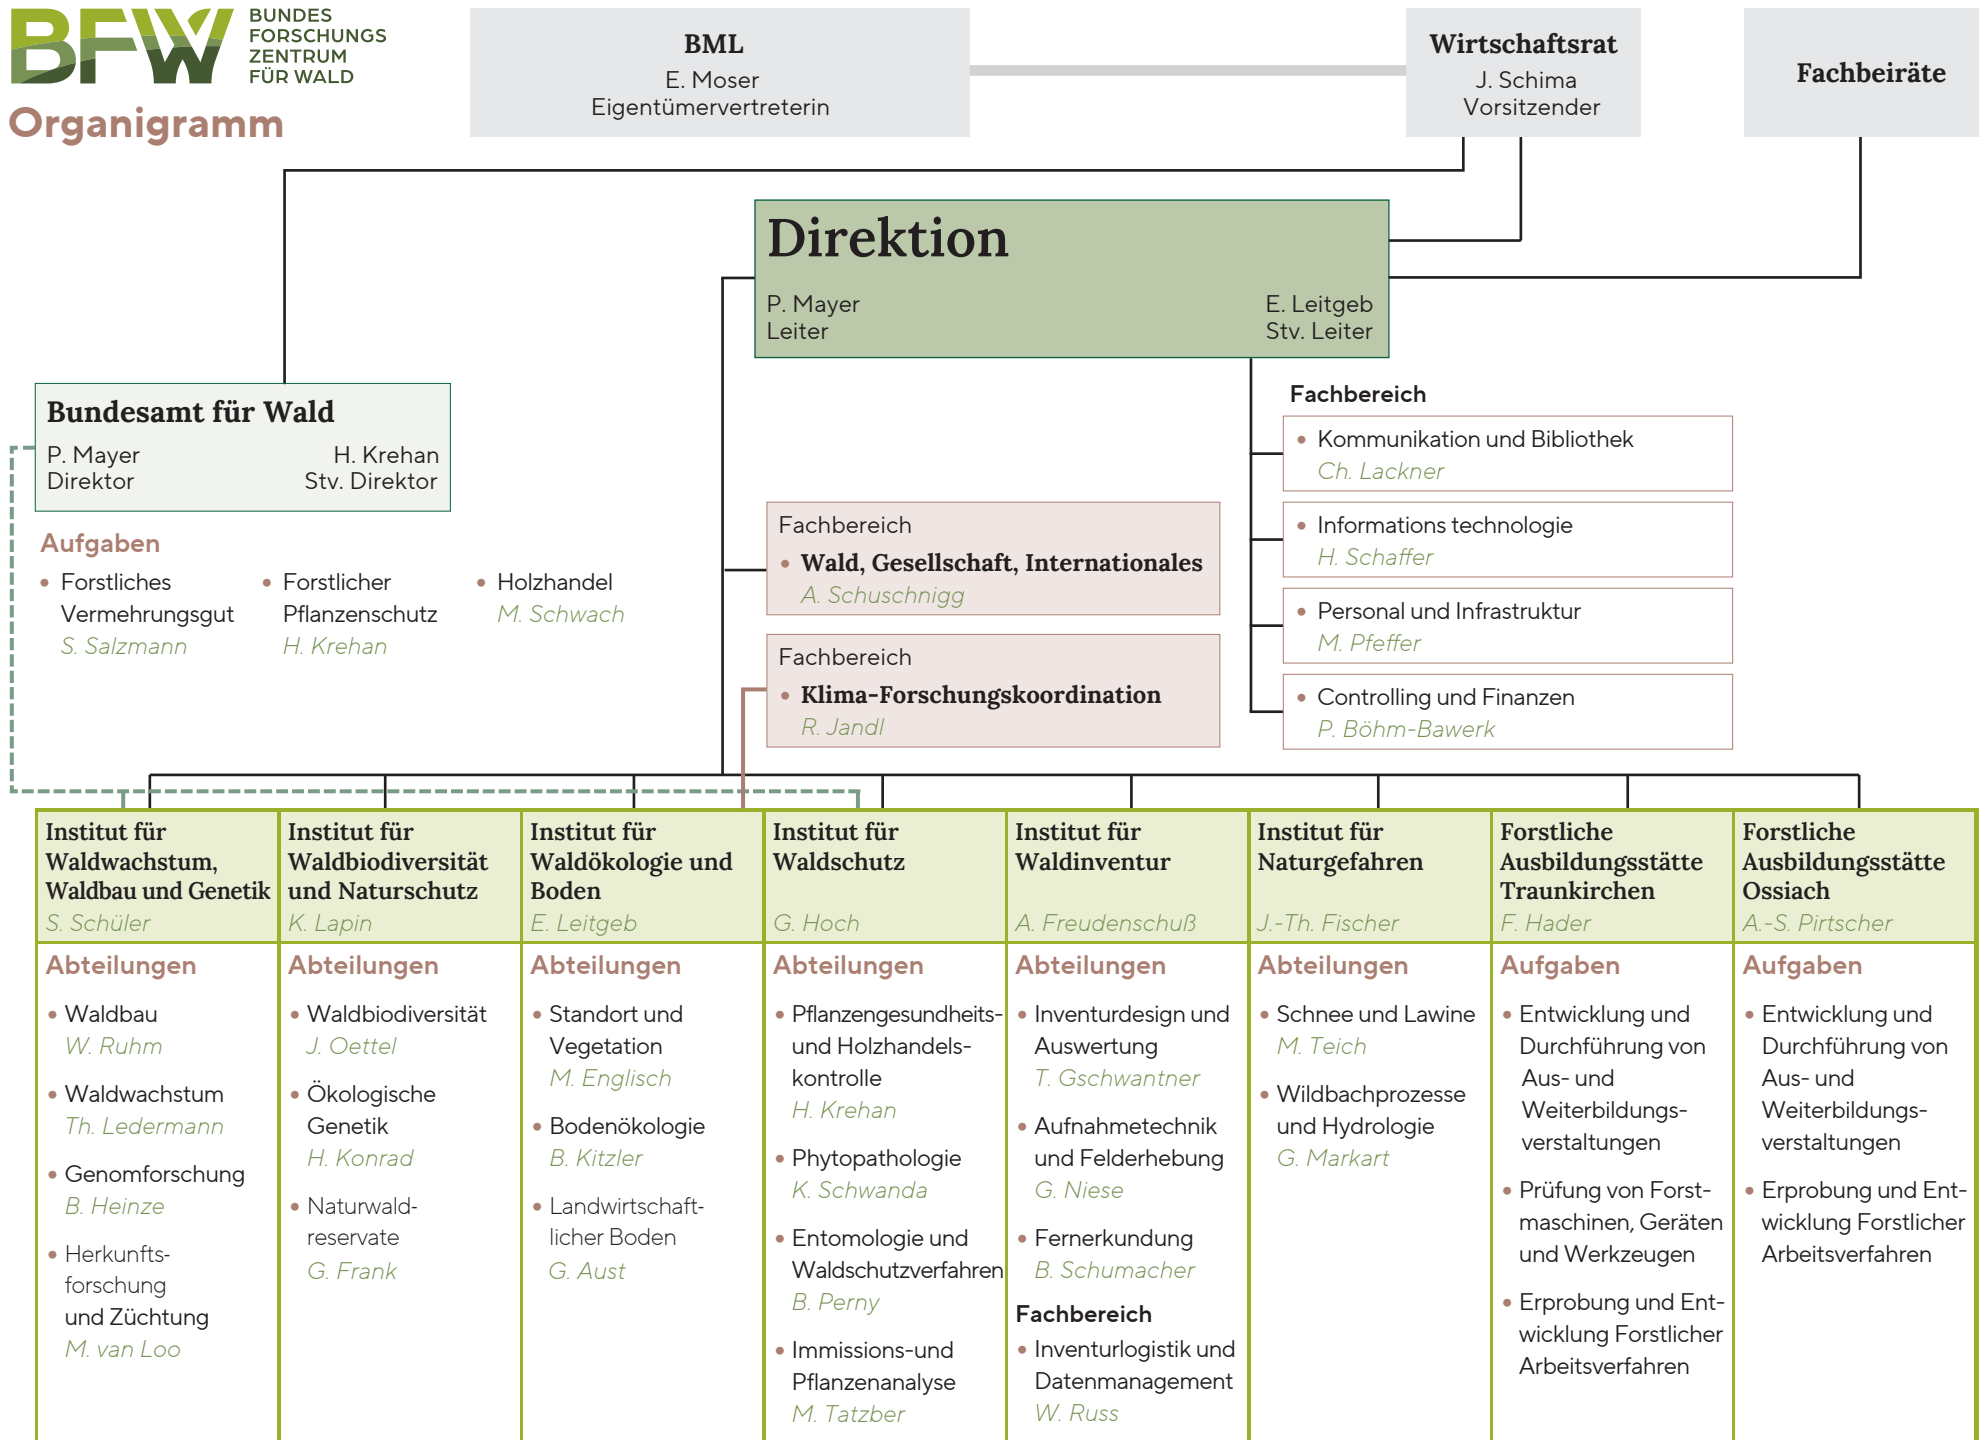 BFW
BUNDES
FORSCHUNGS
ZENTRUM
FÜR WALD
Organigramm
BML
E. Moser
Eigentümervertreterin
Wirtschaftsrat
J. Schima
Vorsitzender
Fachbeiräte
Direktion
P. Mayer
Leiter
E. Leitgeb
Stv. Leiter
Bundesamt für Wald
P. Mayer
Direktor
H. Krehan
Stv. Direktor
Aufgaben
Forstliches
Vermehrungsgut
S. Salzmann
Forstlicher
Pflanzenschutz
H. Krehan
Holzhandel
M. Schwach
Fachbereich
Wald, Gesellschaft, Internationales
A. Schuschnigg
Fachbereich
Klima-Forschungskoordination
R. Jandl
Fachbereich
Kommunikation und Bibliothek
Ch. Lackner
Informations technologie
H. Schaffer
Personal und Infrastruktur
M. Pfeffer
Controlling und Finanzen
P. Böhm-Bawerk
Institut für
Waldwachstum,
Waldbau und Genetik
S. Schüler
Abteilungen
Waldbau
W. Ruhm
Waldwachstum
Th. Ledermann
Genomforschung
B. Heinze
Herkunfts-
forschung
und Züchtung
M. van Loo
Institut für
Waldbiodiversität
und Naturschutz
K. Lapin
Abteilungen
Waldbiodiversität
J. Oettel
Ökologische
Genetik
H. Konrad
Naturwald-
reservate
G. Frank
Institut für
Waldökologie und
Boden
E. Leitgeb
Abteilungen
Standort und
Vegetation
M. Englisch
Bodenökologie
B. Kitzler
Landwirtschaft-
licher Boden
G. Aust
Institut für
Waldschutz
G. Hoch
Abteilungen
Pflanzengesundheits-
und Holzhandels-
kontrolle
H. Krehan
Phytopathologie
K. Schwanda
Entomologie und
Waldschutzverfahren
B. Perny
Immissions-und
Pflanzenanalyse
M. Tatzber
Institut für
Waldinventur
A. Freudenschuß
Abteilungen
Inventurdesign und
Auswertung
T. Gschwantner
Aufnahmetechnik
und Felderhebung
G. Niese
Fernerkundung
B. Schumacher
Fachbereich
Inventurlogistik und
Datenmanagement
W. Russ
Institut für
Naturgefahren
J.-Th. Fischer
Abteilungen
Schnee und Lawine
M. Teich
Wildbachprozesse
und Hydrologie
G. Markart
Forstliche
Ausbildungsstätte
Traunkirchen
F. Hader
Aufgaben
Entwicklung und
Durchführung von
Aus- und
Weiterbildungs-
verstaltungen
Prüfung von Forst-
maschinen, Geräten
und Werkzeugen
Erprobung und Ent-
wicklung Forstlicher
Arbeitsverfahren
Forstliche
Ausbildungsstätte
Ossiach
A.-S. Pirtscher
Aufgaben
Entwicklung und
Durchführung von
Aus- und
Weiterbildungs-
verstaltungen
Erprobung und Ent-
wicklung Forstlicher
Arbeitsverfahren